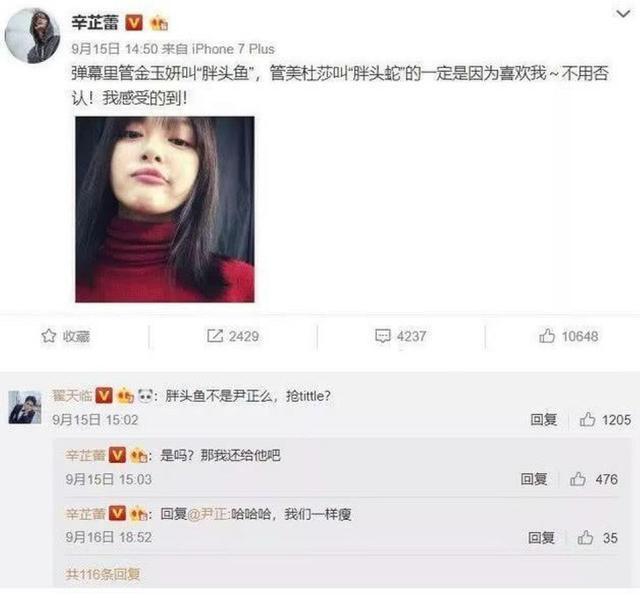 辛芷蕾
9月15日 14:50 来自 iPhone 7 Plus
弹幕里管金玉妍叫“胖头鱼”，管美杜莎叫“胖头蛇”的一定是因为喜欢我～不用否
认！我感受的到！
收藏 2429 4237 10648
翟天临: 胖头鱼不是尹正么，抢tittle？
9月15日 15:02 回复 1205
辛芷蕾: 是吗？那我还给他吧
9月15日 15:03 回复 476
辛芷蕾: 回复@尹正:哈哈哈，我们一样瘦
9月16日 18:52 回复 35
共116条回复